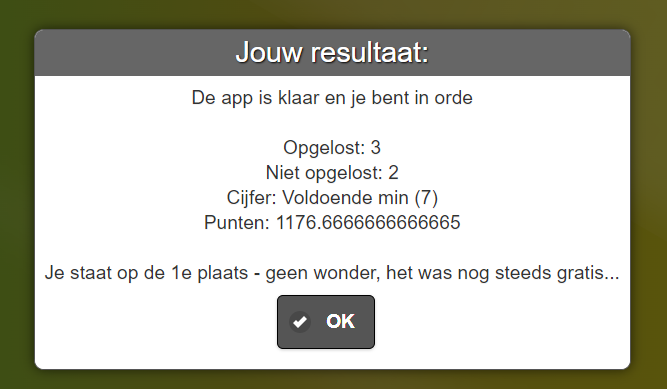 Jouw resultaat:
De app is klaar en je bent in orde
Opgelost: 3
Niet opgelost: 2
Cijfer: Voldoende min (7)
Punten: 1176.6666666666665
Je staat op de 1e plaats - geen wonder, het was nog steeds gratis...
OK